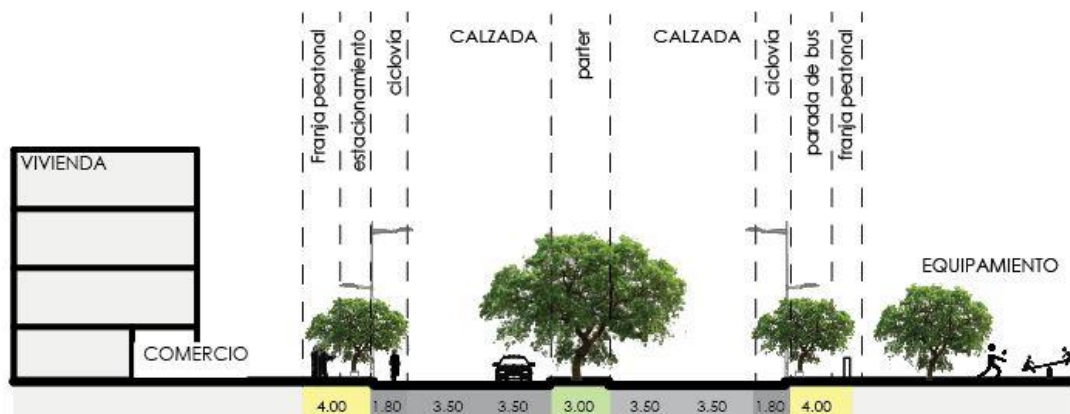 Franja peatonal
estacionamiento
ciclovía
CALZADA
parter
CALZADA
ciclovía
parada de bus
franja peatonal
VIVIENDA
EQUIPAMIENTO
COMERCIO
4.00 1.80 3.50 3.50 3.00 3.50 3.50 1.80 4.00